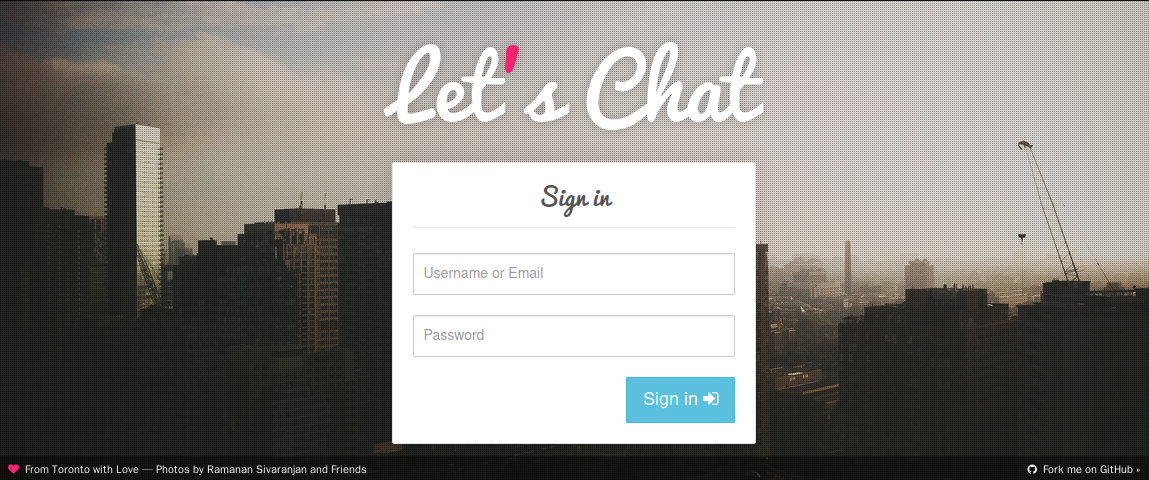 Let's Chat
Sign in
Username or Email
Password
Sign in
From Toronto with Love — Photos by Ramanan Sivaranjan and Friends
Fork me on GitHub »